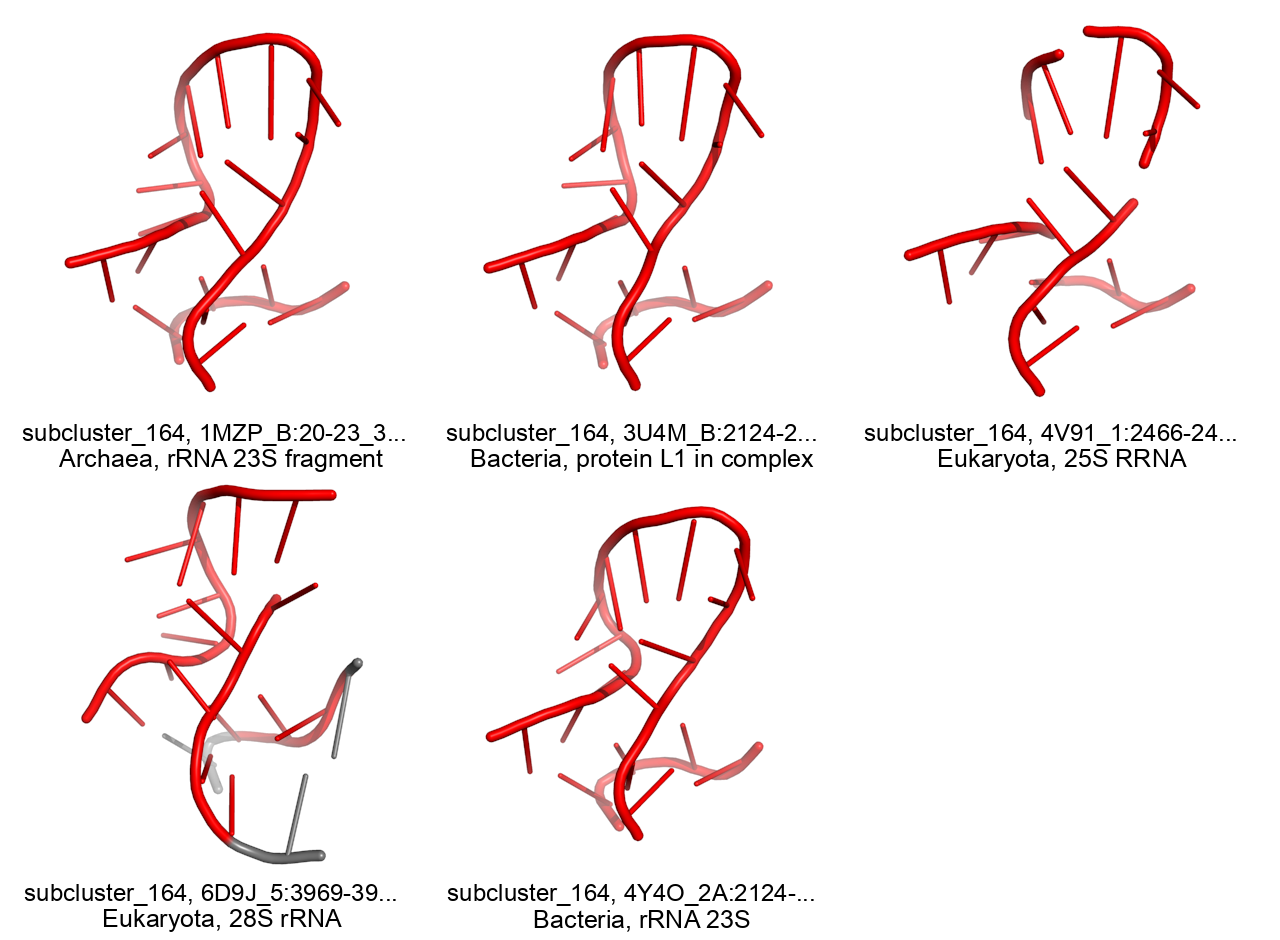 subcluster_164, 1MZP_B:20-23_3...
Archaea, rRNA 23S fragment
subcluster_164, 3U4M_B:2124-2...
Bacteria, protein L1 in complex
subcluster_164, 4V91_1:2466-24...
Eukaryota, 25S RRNA
subcluster_164, 6D9J_5:3969-39...
Eukaryota, 28S rRNA
subcluster_164, 4Y4O_2A:2124-...
Bacteria, rRNA 23S